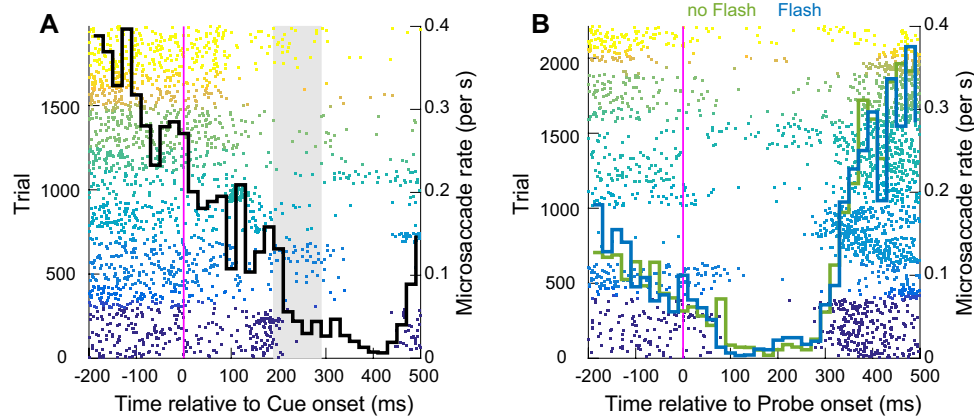 A
B
no Flash Flash
Trial
0
500
1000
1500
-200 -100 0 100 200 300 400 500
Time relative to Cue onset (ms)
0
0.1
0.2
0.3
0.4
Microsaccade rate (per s)
Trial
0
500
1000
1500
2000
-200 -100 0 100 200 300 400 500
Time relative to Probe onset (ms)
0
0.1
0.2
0.3
0.4
Microsaccade rate (per s)